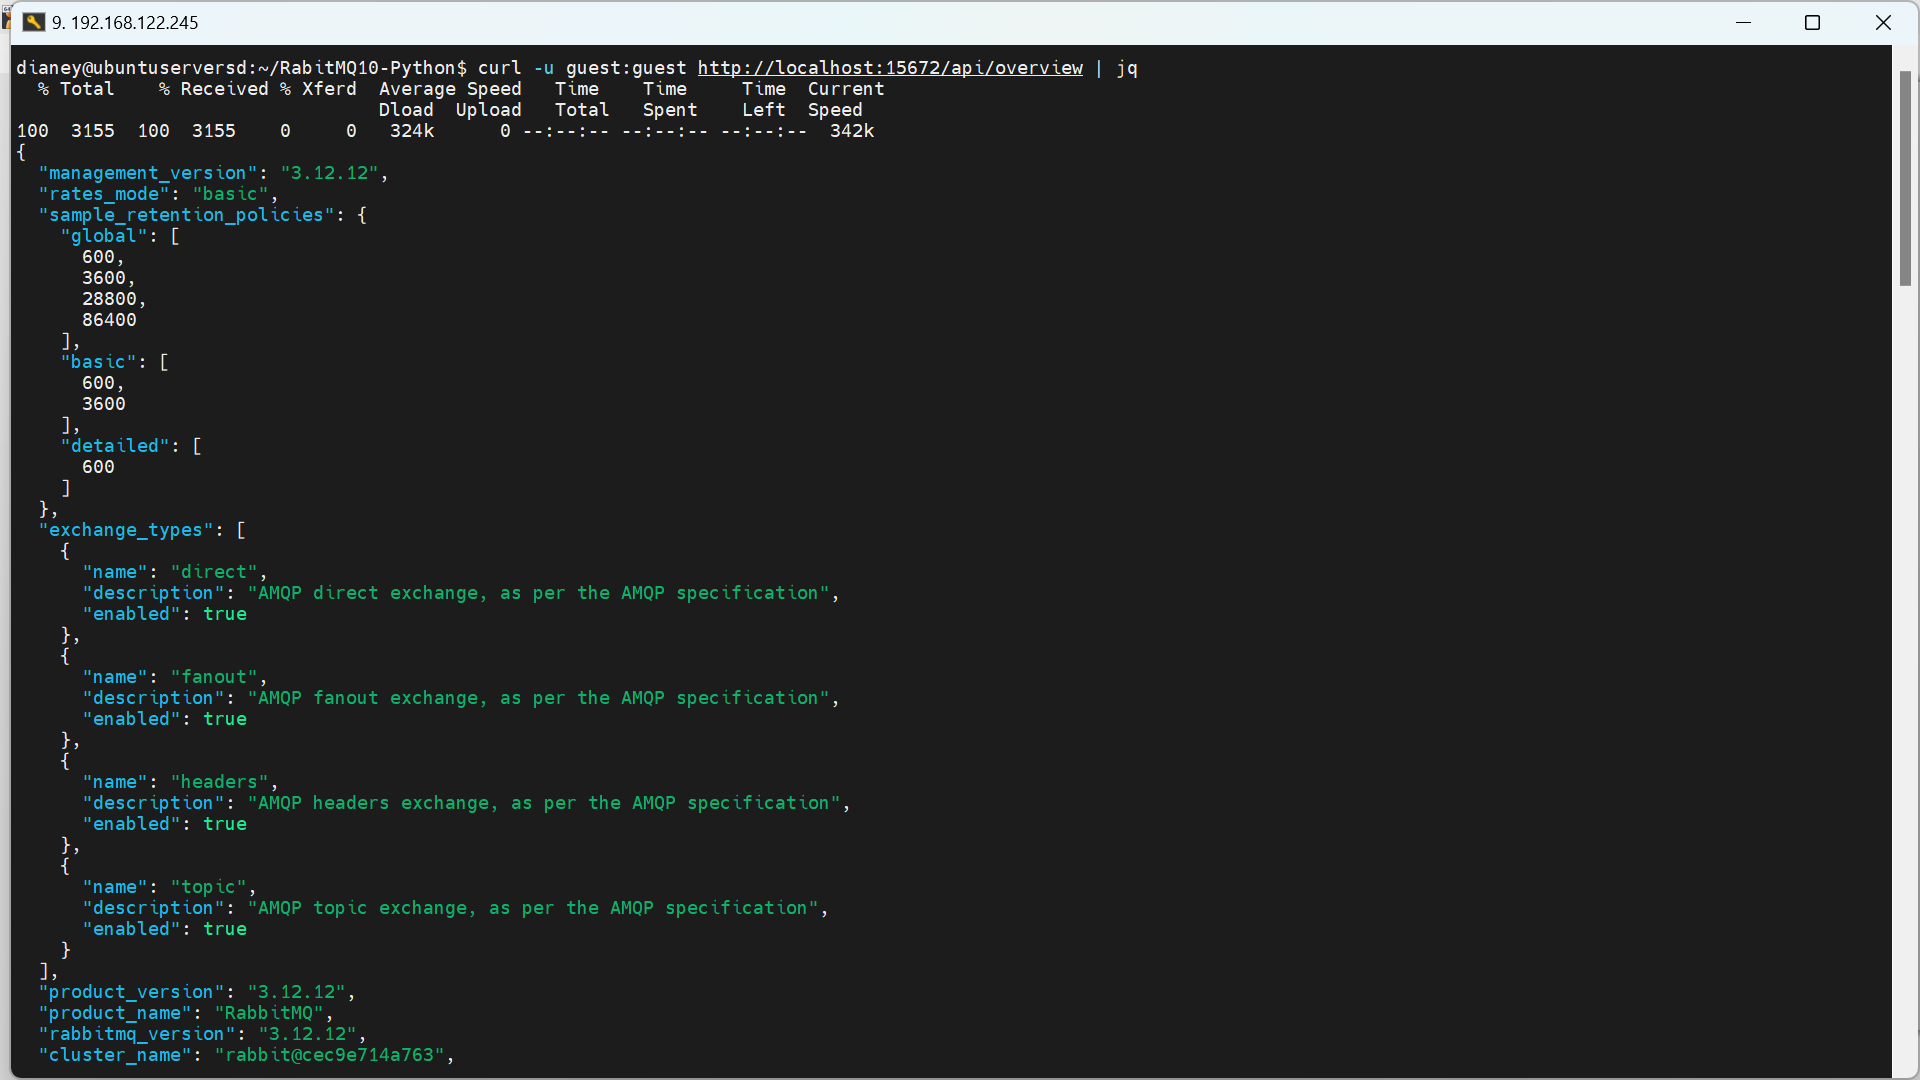 9. 192.168.122.245
dianey@ubuntuserversd:~/RabitMQ10-Python$ curl -u guest:guest http://localhost:15672/api/overview | jq
  % Total    % Received % Xferd  Average Speed   Time    Time     Time  Current
                                 Dload  Upload   Total   Spent    Left  Speed
100  3155  100  3155    0     0   324k      0 --:--:-- --:--:-- --:--:--  342k
{
  "management_version": "3.12.12",
  "rates_mode": "basic",
  "sample_retention_policies": {
    "global": [
      600,
      3600,
      28800,
      86400
    ],
    "basic": [
      600,
      3600
    ],
    "detailed": [
      600
    ]
  },
  "exchange_types": [
    {
      "name": "direct",
      "description": "AMQP direct exchange, as per the AMQP specification",
      "enabled": true
    },
    {
      "name": "fanout",
      "description": "AMQP fanout exchange, as per the AMQP specification",
      "enabled": true
    },
    {
      "name": "headers",
      "description": "AMQP headers exchange, as per the AMQP specification",
      "enabled": true
    },
    {
      "name": "topic",
      "description": "AMQP topic exchange, as per the AMQP specification",
      "enabled": true
    }
  ],
  "product_version": "3.12.12",
  "product_name": "RabbitMQ",
  "rabbitmq_version": "3.12.12",
  "cluster_name": "rabbit@cec9e714a763",